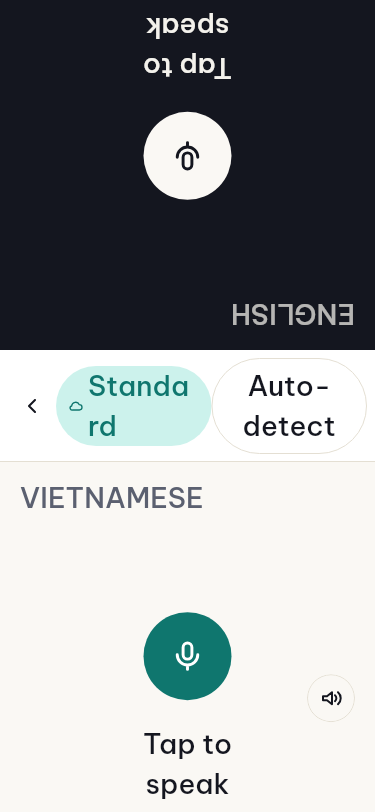 Tap to
speak
ENGLISH
Standa
rd
Auto-
detect
VIETNAMESE
Tap to
speak